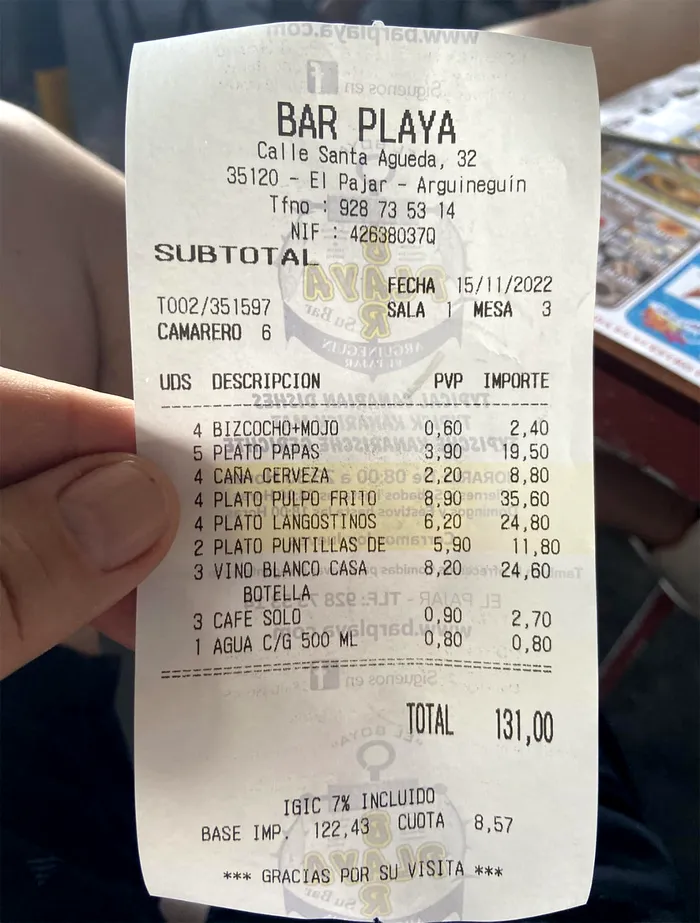 BAR PLAYA
Calle Santa Agueda, 32
35120 - El Pajar - Arguineguin
Tfno : 928 73 53 14
NIF : 42638037Q
SUBTOTAL
FECHA 15/11/2022
T002/351597 SALA 1 MESA 3
CAMARERO 6
UDS DESCRIPCION PVP IMPORTE
4 BIZCOCHO+MOJO 0,60 2,40
5 PLATO PAPAS 3,90 19,50
4 CAÑA CERVEZA 2,20 8,80
4 PLATO PULPO FRITO 8,90 35,60
4 PLATO LANGOSTINOS 6,20 24,80
2 PLATO PUNTILLAS DE 5,90 11,80
3 VINO BLANCO CASA 8,20 24,60
BOTELLA
3 CAFE SOLO 0,90 2,70
1 AGUA C/G 500 ML 0,80 0,80
TOTAL 131,00
IGIC 7% INCLUIDO
BASE IMP. 122,43 CUOTA 8,57
*** GRACIAS POR SU VISITA ***